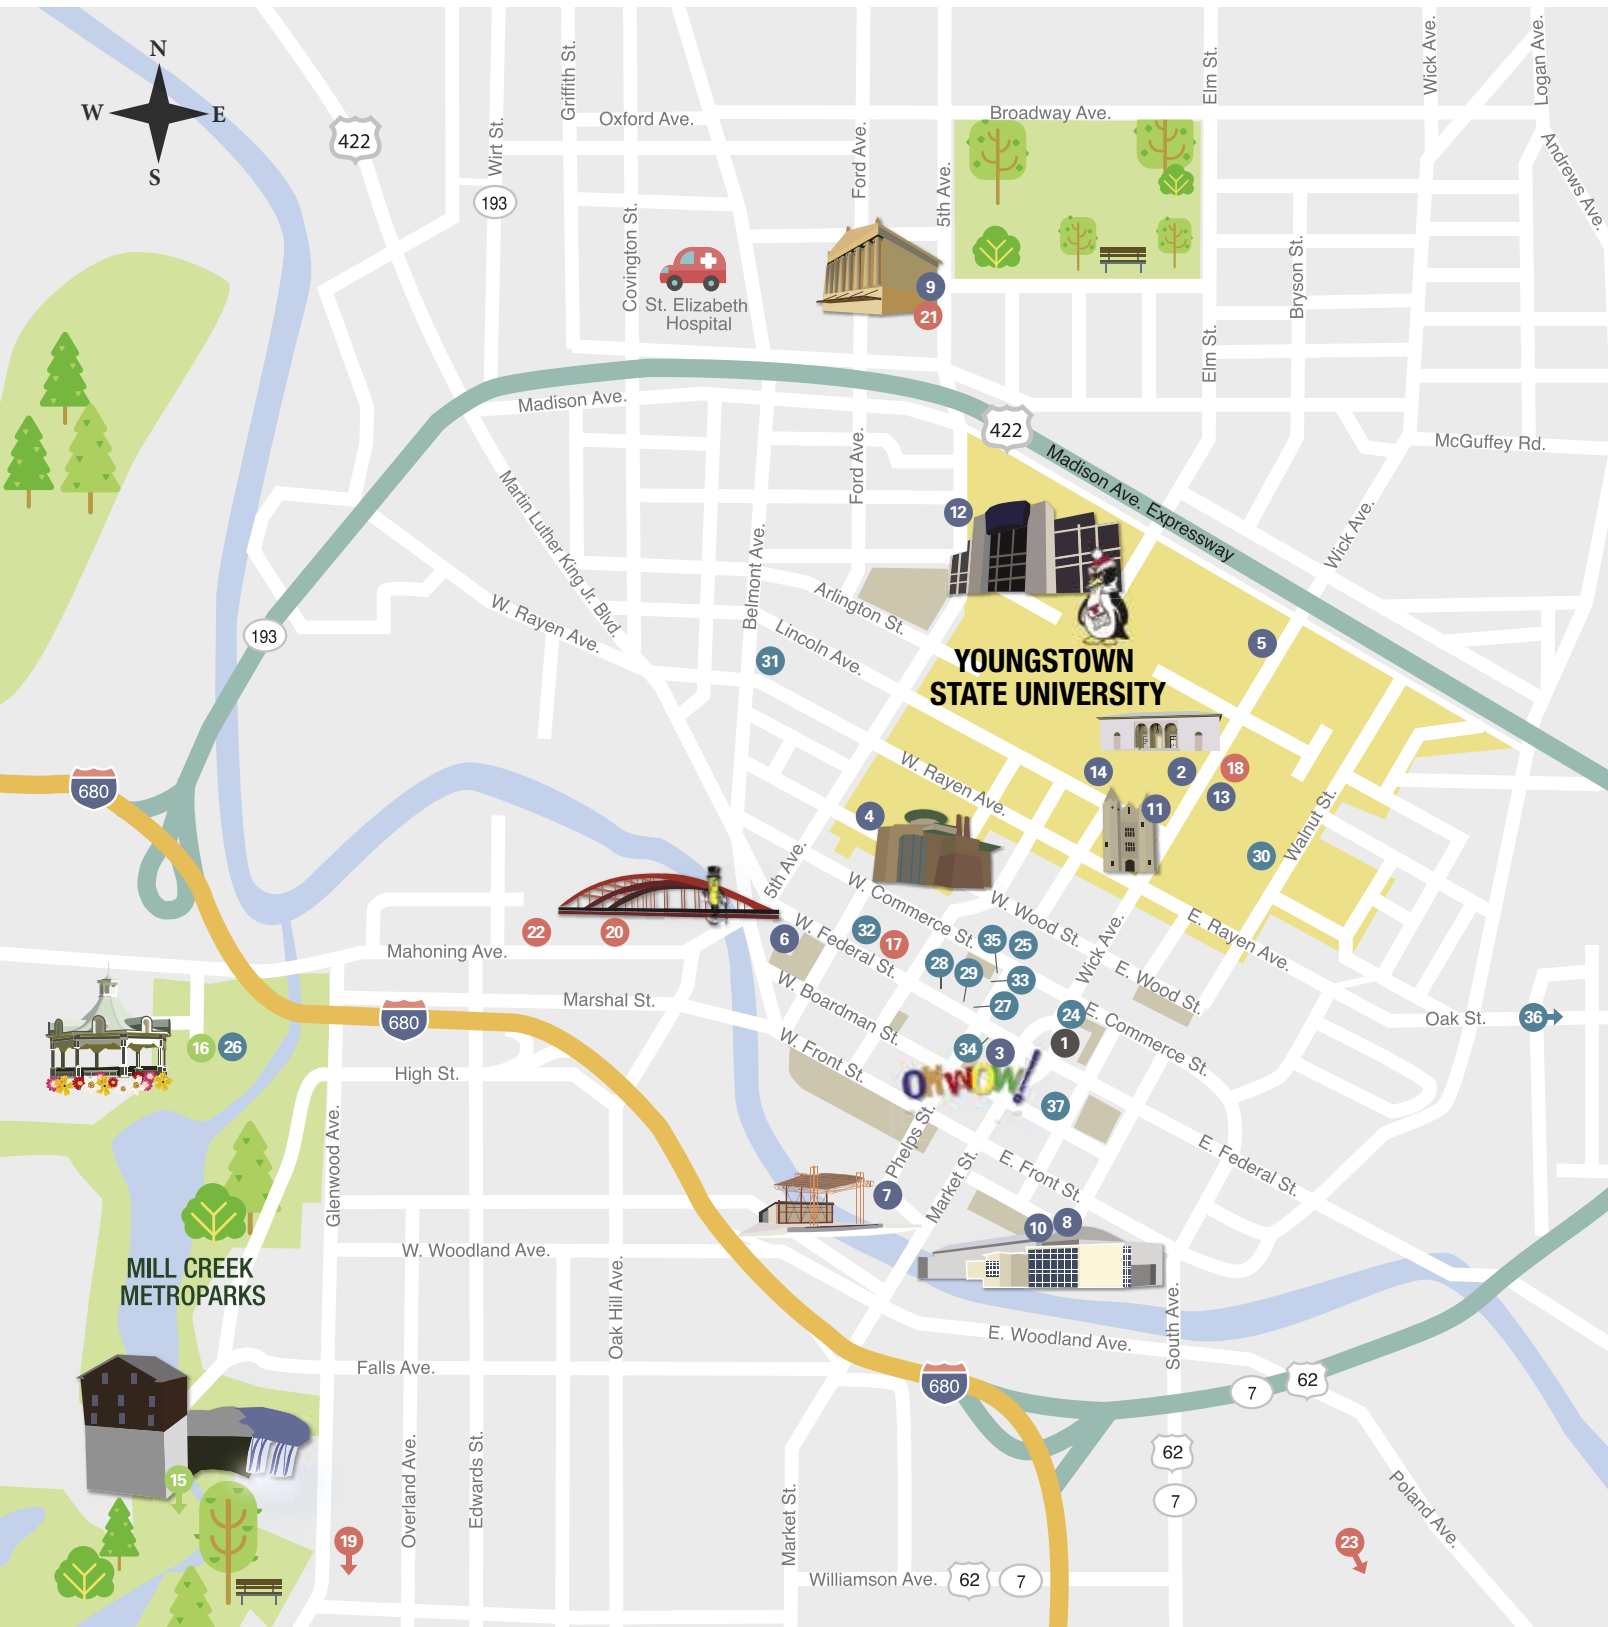 N
W
E
S
422
193
Griffith St.
Wirt St.
Oxford Ave.
Covington St.
St. Elizabeth
Hospital
Ford Ave.
5th Ave.
Broadway Ave.
Elm St.
Wick Ave.
Logan Ave.
Andrews Ave.
Bryson St.
Elm St.
9
21
Madison Ave.
422
McGuffey Rd.
Madison Ave. Expressway
Wick Ave.
Ford Ave.
Martin Luther King Jr. Blvd.
Belmont Ave.
12
193
W. Rayen Ave.
Arlington St.
Lincoln Ave.
31
5
YOUNGSTOWN
STATE UNIVERSITY
680
14
2
18
13
11
W. Rayen Ave.
4
30
Walnut St.
5th Ave.
W. Commerce St.
W. Wood St.
Wick Ave.
E. Rayen Ave.
22
20
6
Mahoning Ave.
W. Federal St.
32
17
35
25
28
29
33
27
E. Wood St.
Marshal St.
W. Boardman St.
24
E. Commerce St.
Oak St.
36
680
16
26
W. Front St.
34
3
1
OH WOW!
High St.
37
Glenwood Ave.
Phelps St.
E. Federal St.
Market St.
E. Front St.
7
10
8
W. Woodland Ave.
MILL CREEK
METROPARKS
Oak Hill Ave.
South Ave.
E. Woodland Ave.
Falls Ave.
680
7
62
62
7
15
Overland Ave.
Edwards St.
Market St.
Poland Ave.
19
23
Williamson Ave.
62
7